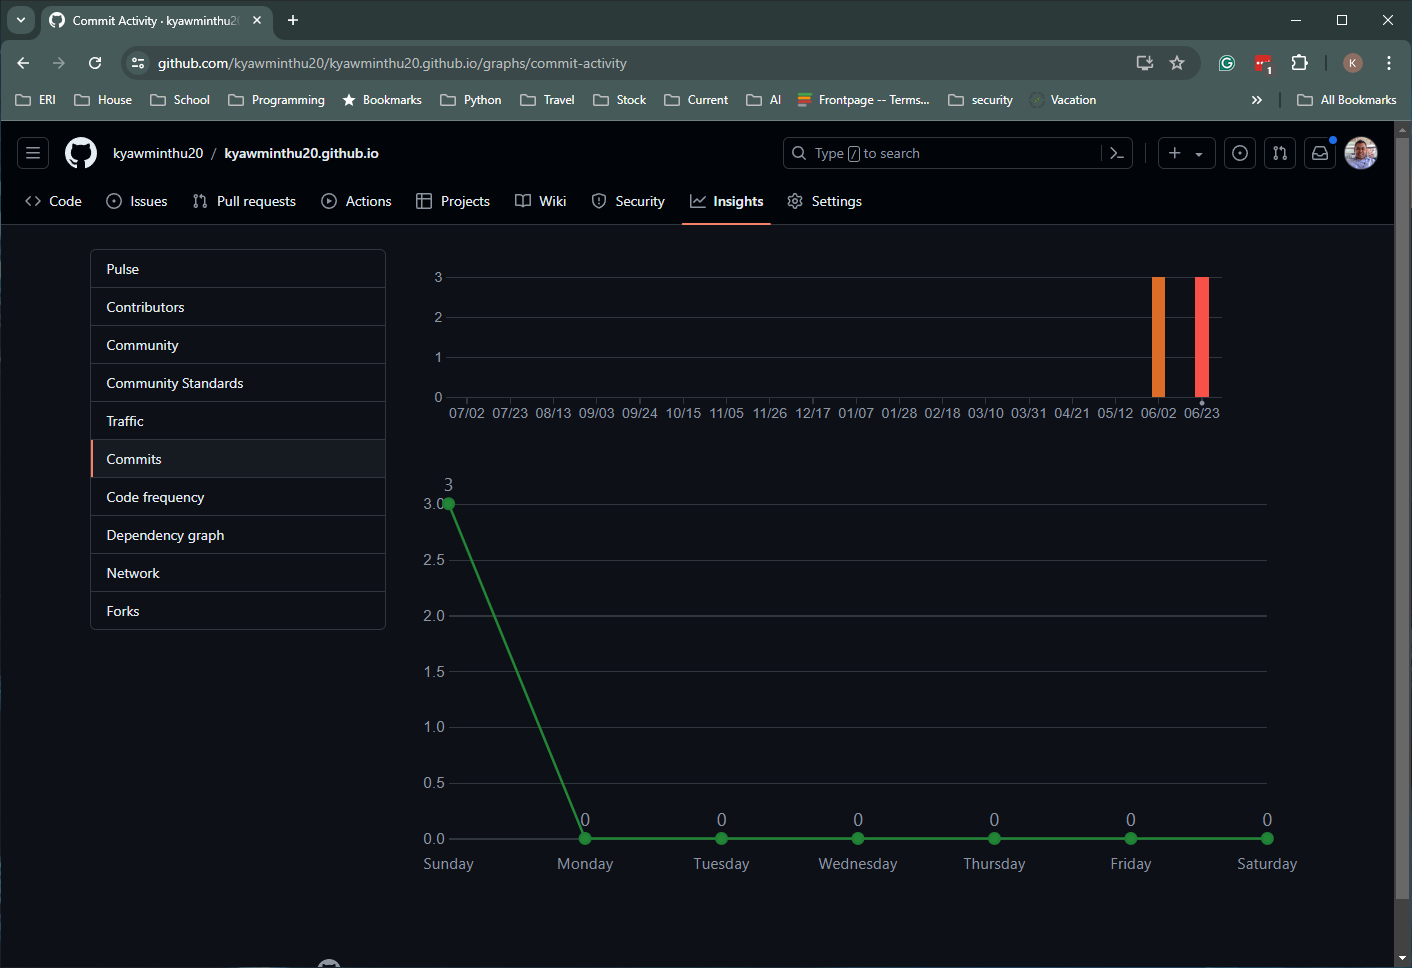 Commit Activity · kyawminthu20
github.com/kyawminthu20/kyawminthu20.github.io/graphs/commit-activity
1
K
ERI House School Programming Bookmarks Python Travel Stock Current AI Frontpage -- Terms... security Vacation » All Bookmarks
kyawminthu20 / kyawminthu20.github.io
Type / to search
Code Issues Pull requests Actions Projects Wiki Security Insights Settings
Pulse
Contributors
Community
Community Standards
Traffic
Commits
Code frequency
Dependency graph
Network
Forks
3
2
1
0
07/02 07/23 08/13 09/03 09/24 10/15 11/05 11/26 12/17 01/07 01/28 02/18 03/10 03/31 04/21 05/12 06/02 06/23
3
3.0
2.5
2.0
1.5
1.0
0.5
0 0 0 0 0 0
0.0
Sunday Monday Tuesday Wednesday Thursday Friday Saturday